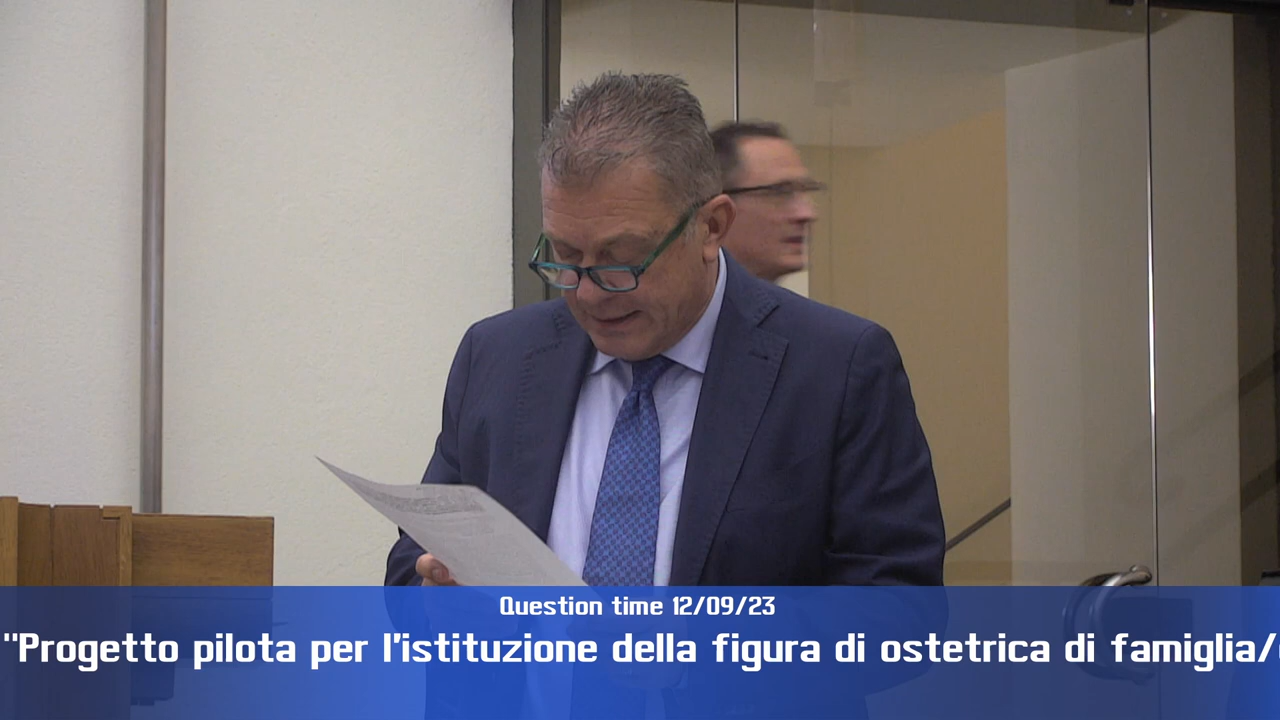 Question time 12/09/23
"Progetto pilota per l'istituzione della figura di ostetrica di famiglia/